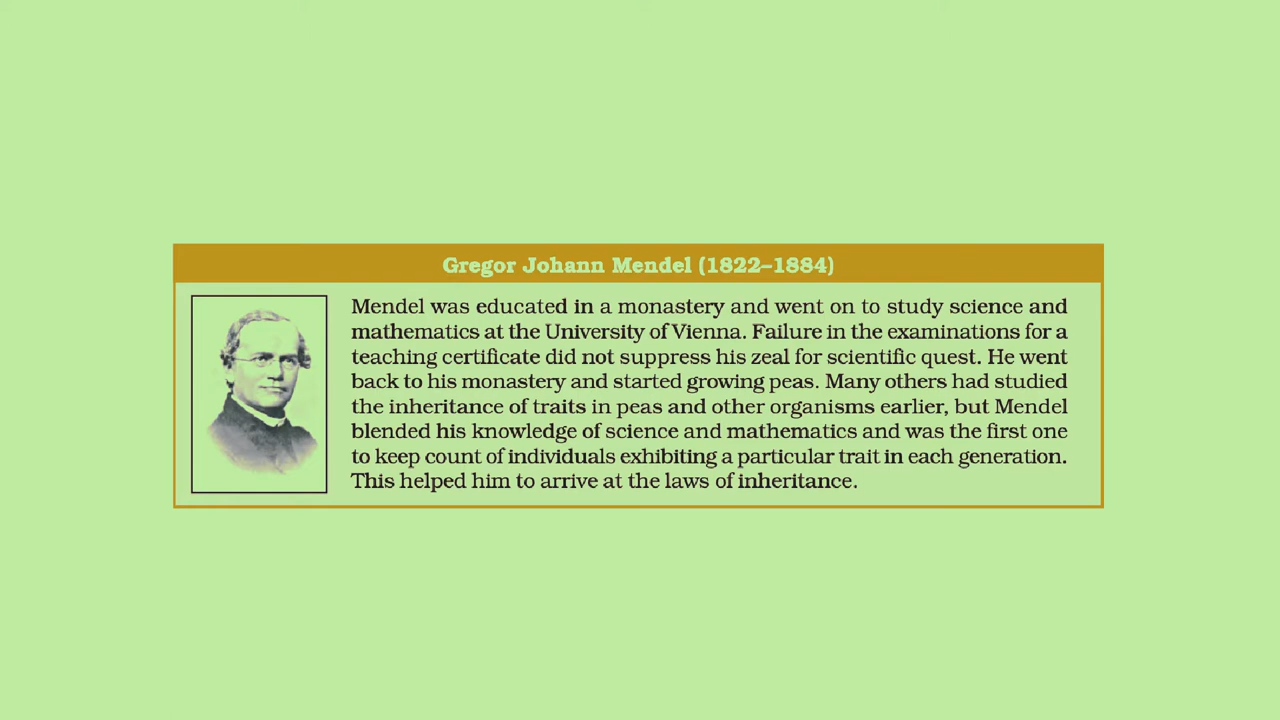 Gregor Johann Mendel (1822–1884)
Mendel was educated in a monastery and went on to study science and
mathematics at the University of Vienna. Failure in the examinations for a
teaching certificate did not suppress his zeal for scientific quest. He went
back to his monastery and started growing peas. Many others had studied
the inheritance of traits in peas and other organisms earlier, but Mendel
blended his knowledge of science and mathematics and was the first one
to keep count of individuals exhibiting a particular trait in each generation.
This helped him to arrive at the laws of inheritance.